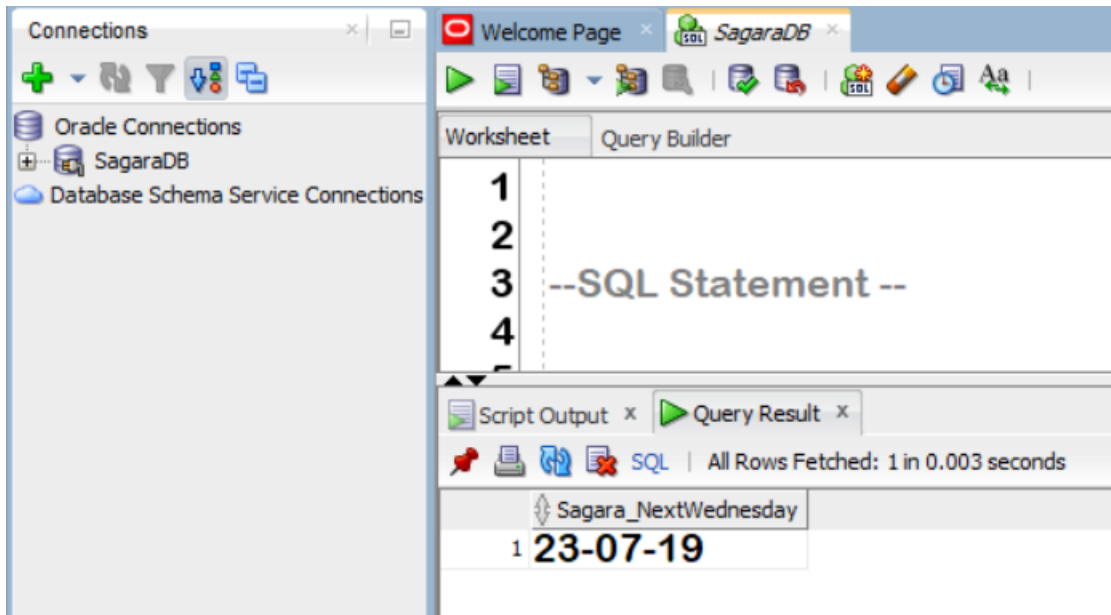 Connections
Oracle Connections
SagaraDB
Database Schema Service Connections
Welcome Page
SagaraDB
Worksheet Query Builder
1
2
3 --SQL Statement --
4
Script Output x Query Result x
SQL | All Rows Fetched: 1 in 0.003 seconds
Sagara_NextWednesday
1 23-07-19